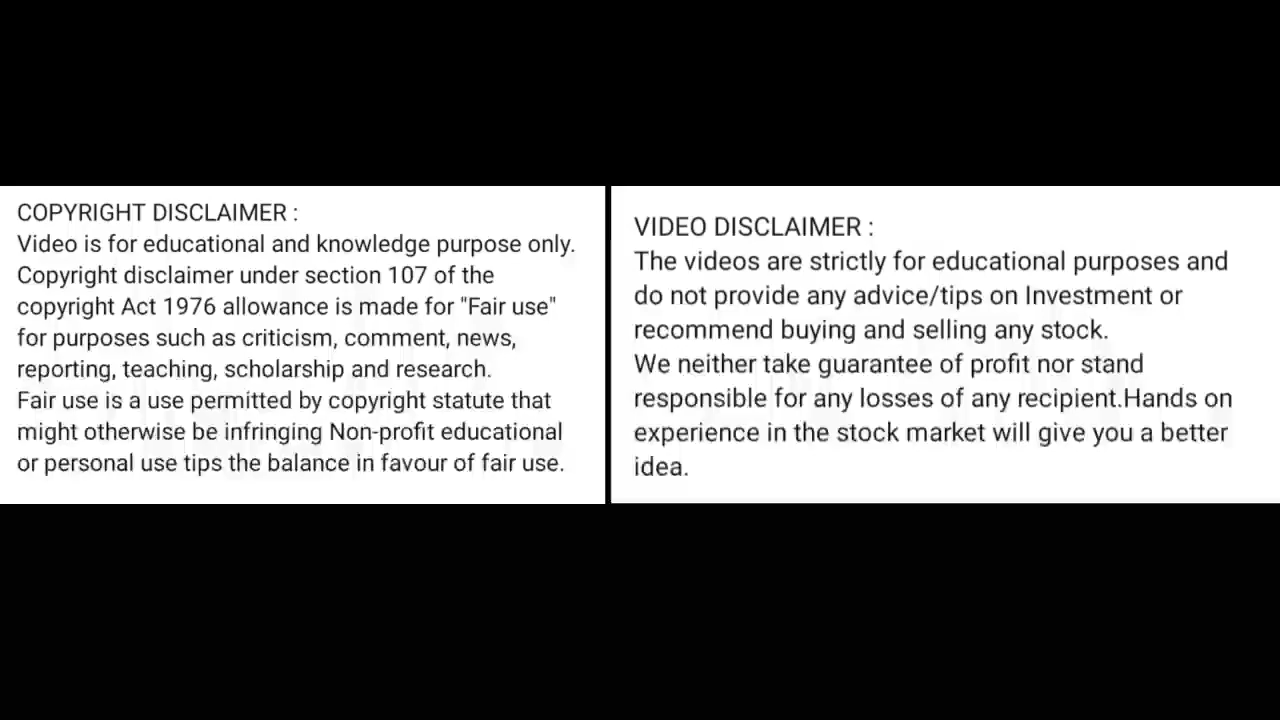 COPYRIGHT DISCLAIMER :
Video is for educational and knowledge purpose only.
Copyright disclaimer under section 107 of the
copyright Act 1976 allowance is made for "Fair use"
for purposes such as criticism, comment, news,
reporting, teaching, scholarship and research.
Fair use is a use permitted by copyright statute that
might otherwise be infringing Non-profit educational
or personal use tips the balance in favour of fair use.
VIDEO DISCLAIMER :
The videos are strictly for educational purposes and
do not provide any advice/tips on Investment or
recommend buying and selling any stock.
We neither take guarantee of profit nor stand
responsible for any losses of any recipient.Hands on
experience in the stock market will give you a better
idea.